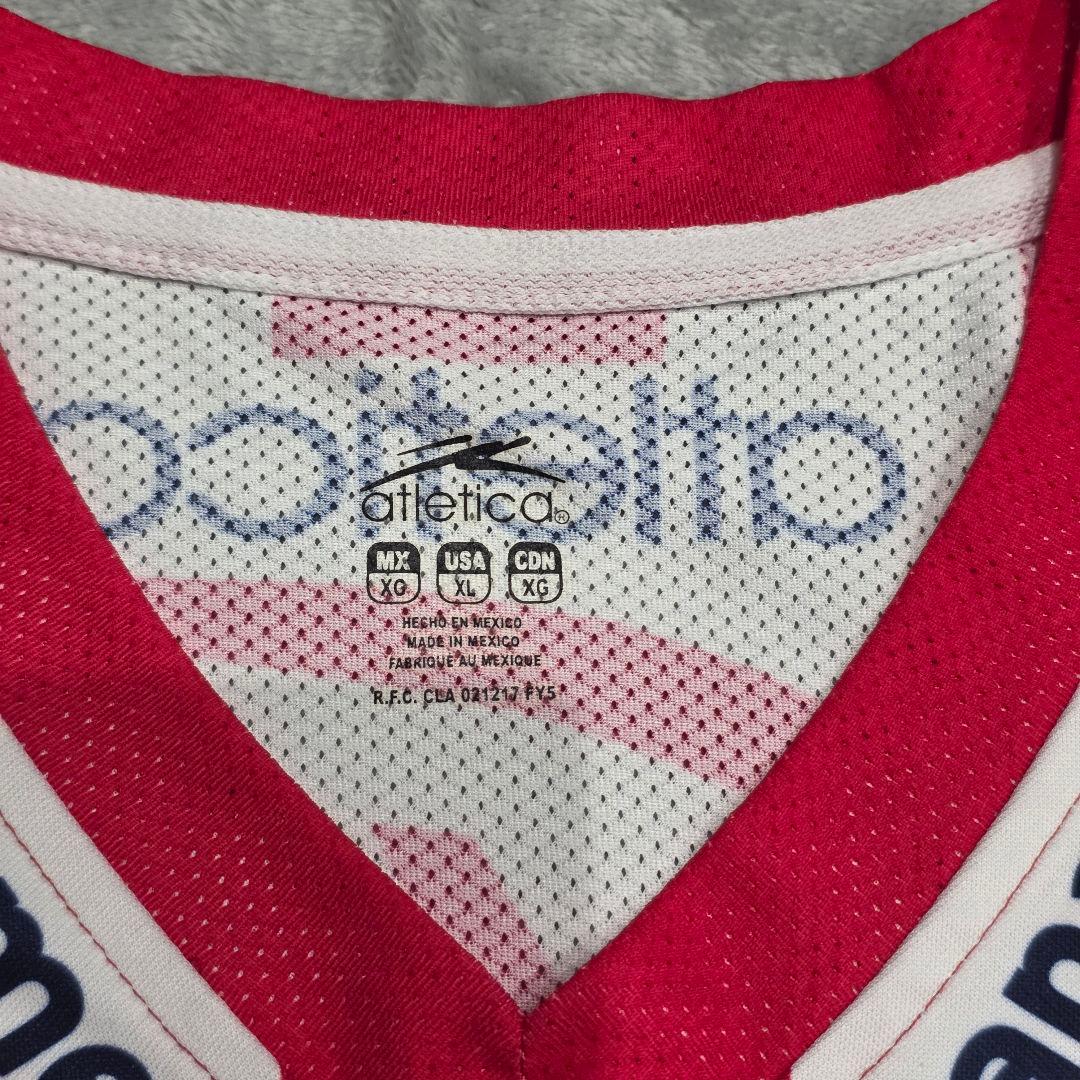 atletica
atletica®
MX USA CDN
XG XL XG
HECHO EN MEXICO
MADE IN MEXICO
FABRIQUE AU MEXIQUE
R.F.C. CLA 021217 FY5